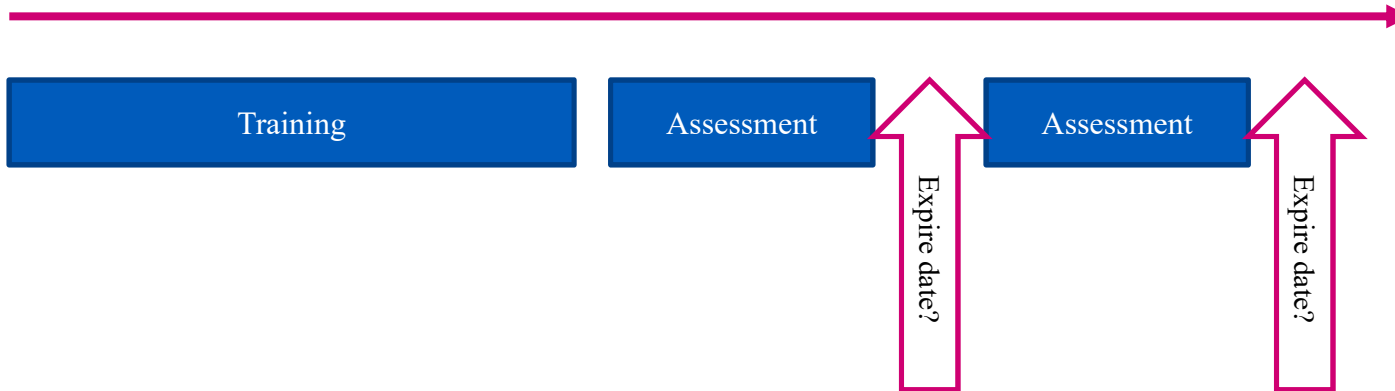 Training
Assessment
Assessment
Expire date?
Expire date?